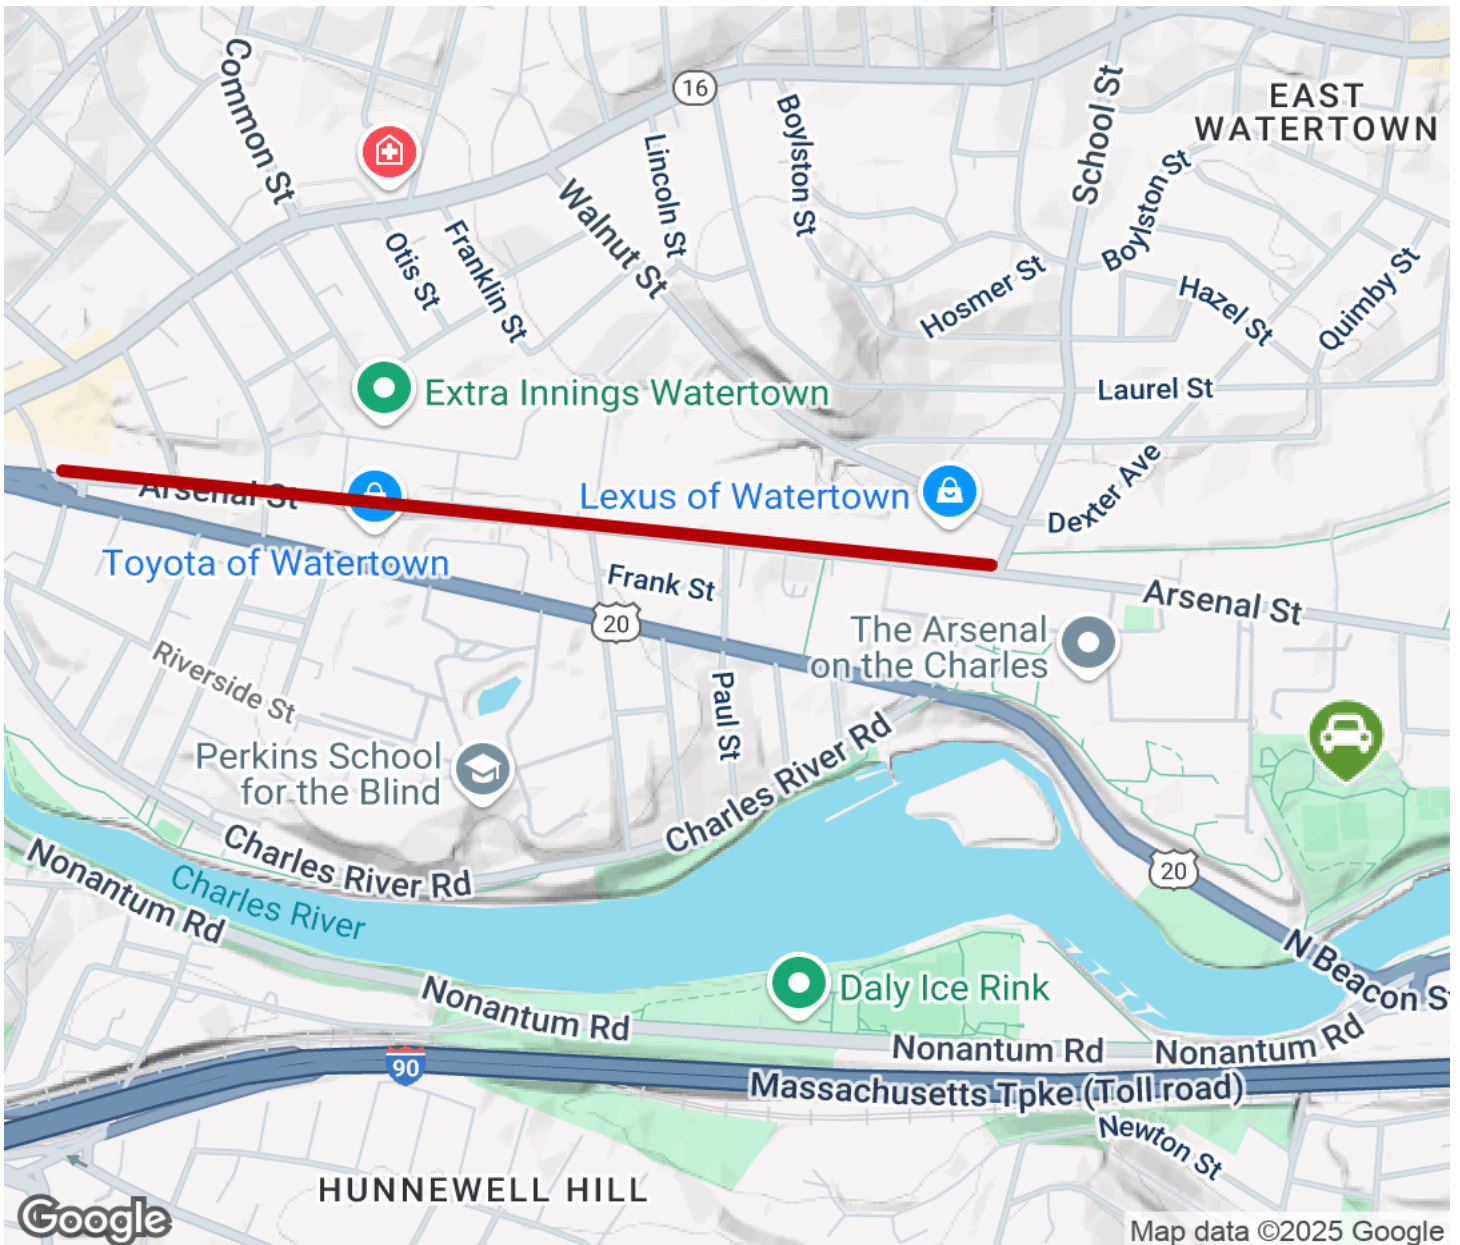 Common St
16
Boylston St
School St
EAST
WATERTOWN
Lincoln St
Boylston St
Walnut St
Otis St
Franklin St
Hosmer St
Hazel St
Quimby St
Extra Innings Watertown
Laurel St
Arsenal St
Lexus of Watertown
Dexter Ave
Toyota of Watertown
Frank St
Arsenal St
20
The Arsenal
on the Charles
Riverside St
Paul St
Perkins School
for the Blind
Charles River Rd
Charles River Rd
20
Nonantum Rd
Charles River
N Beacon S
Nonantum Rd
Daly Ice Rink
Nonantum Rd
Nonantum Rd
90
Massachusetts Tpke (Toll road)
Newton St
HUNNEWELL HILL
Google
Map data ©2025 Google